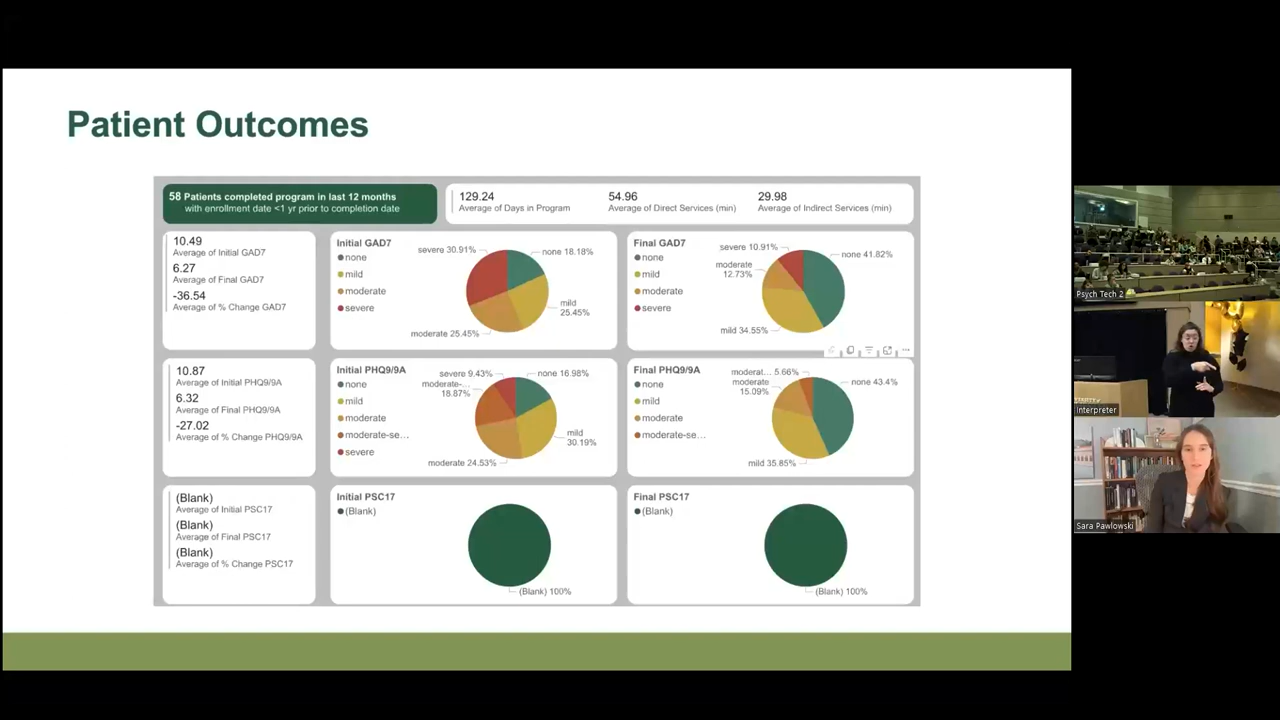 Patient Outcomes
58 Patients completed program in last 12 months
with enrollment date <1 yr prior to completion date
129.24
Average of Days in Program
54.96
Average of Direct Services (min)
29.98
Average of Indirect Services (min)
10.49
Average of Initial GAD7
6.27
Average of Final GAD7
-36.54
Average of % Change GAD7
Initial GAD7
none
mild
moderate
severe
severe 30.91%
none 18.18%
mild
25.45%
moderate 25.45%
Final GAD7
none
mild
moderate
severe
severe 10.91%
none 41.82%
moderate
12.73%
mild 34.55%
10.87
Average of Initial PHQ9/9A
6.32
Average of Final PHQ9/9A
-27.02
Average of % Change PHQ9/9A
Initial PHQ9/9A
none
mild
moderate
moderate-se...
severe
severe 9.43%
none 16.98%
moderate-...
18.87%
mild
30.19%
moderate 24.53%
Final PHQ9/9A
none
mild
moderate
moderate-se...
moderat... 5.66%
none 43.4%
moderate
15.09%
mild 35.85%
(Blank)
Average of Initial PSC17
(Blank)
Average of Final PSC17
(Blank)
Average of % Change PSC17
Initial PSC17
(Blank)
(Blank) 100%
Final PSC17
(Blank)
(Blank) 100%
Psych Tech 2
Interpreter
Sara Pawlowski